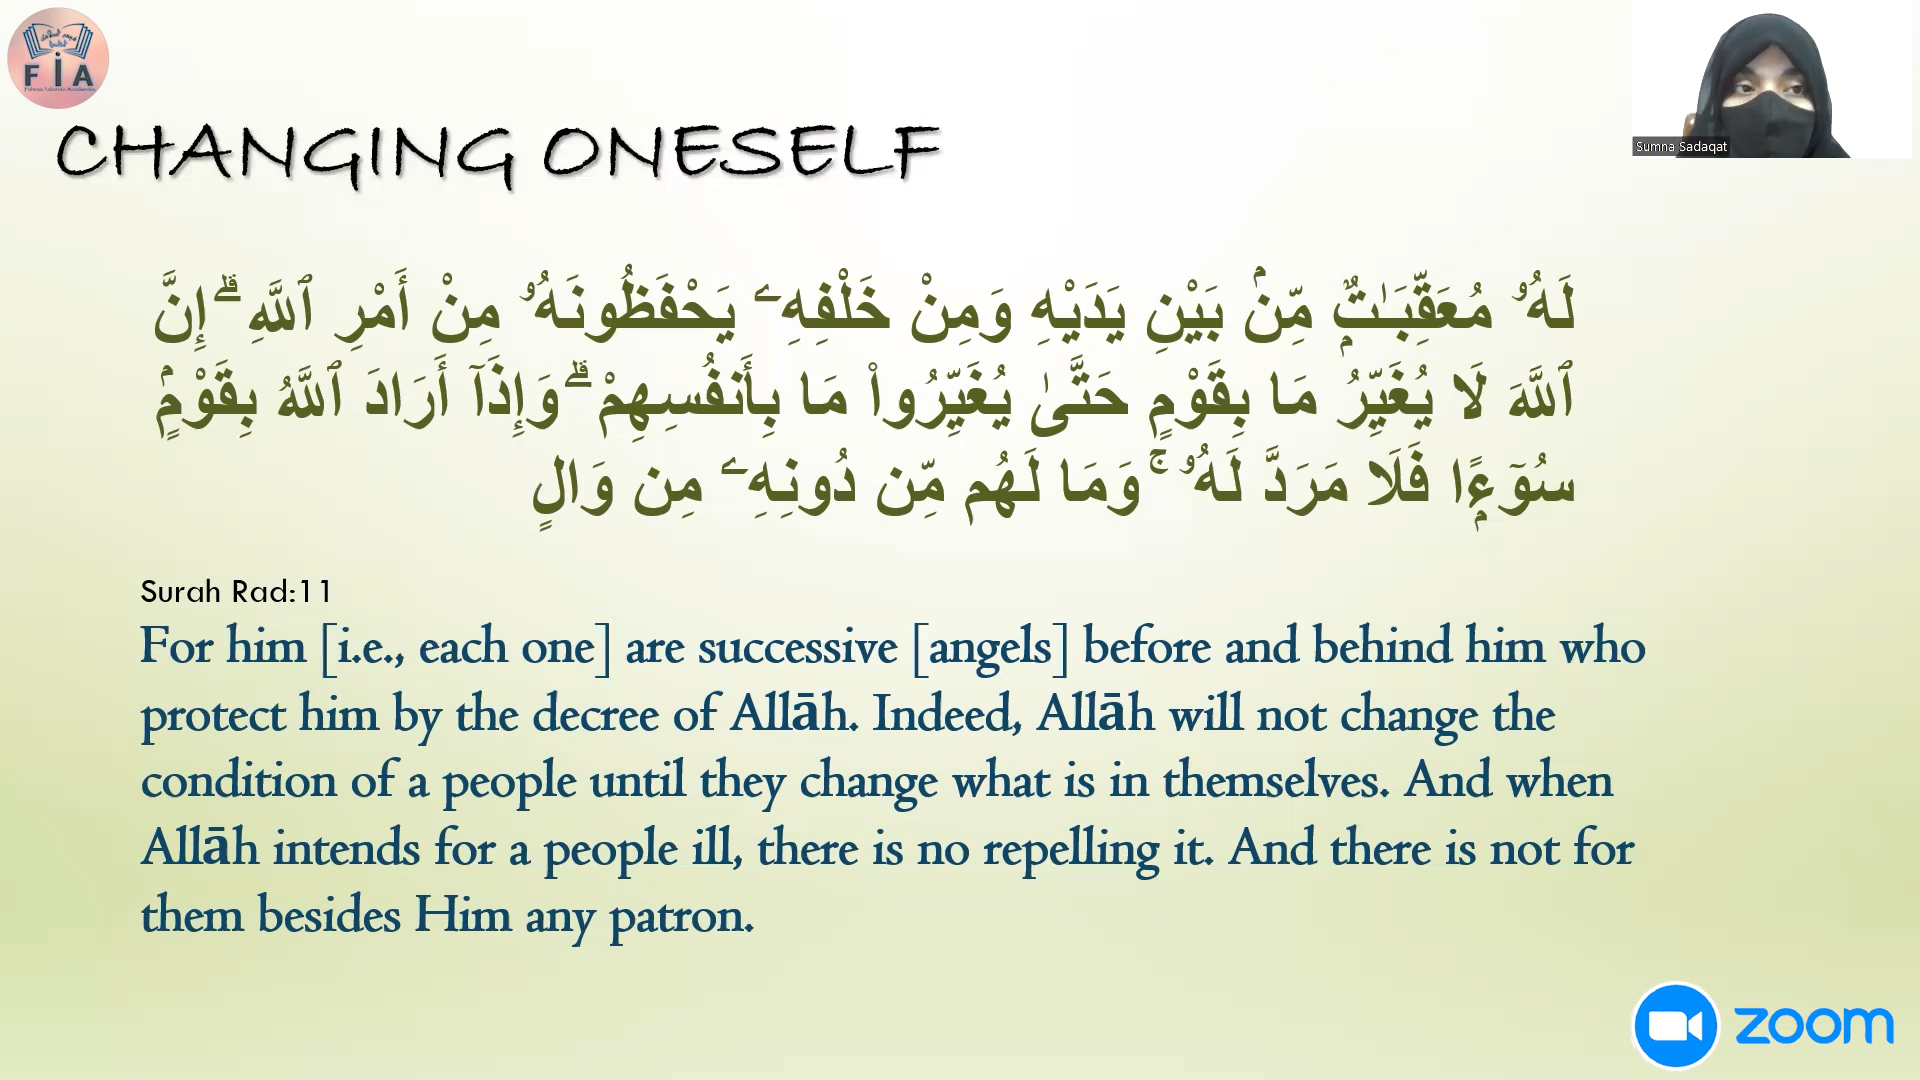 F i A
CHANGING ONESELF
Sumna Sadaqat
لَهُۥ مُعَقِّبَـٰتٌۭ مِّنۢ بَيْنِ يَدَيْهِ وَمِنْ خَلْفِهِۦ يَحْفَظُونَهُۥ مِنْ أَمْرِ ٱللَّهِ ۗ إِنَّ
ٱللَّهَ لَا يُغَيِّرُ مَا بِقَوْمٍ حَتَّىٰ يُغَيِّرُوا۟ مَا بِأَنفُسِهِمْ ۗ وَإِذَآ أَرَادَ ٱللَّهُ بِقَوْمٍۢ
سُوٓءًۭا فَلَا مَرَدَّ لَهُۥ ۚ وَمَا لَهُم مِّن دُونِهِۦ مِن وَالٍ
Surah Rad:11
For him [i.e., each one] are successive [angels] before and behind him who
protect him by the decree of Allāh. Indeed, Allāh will not change the
condition of a people until they change what is in themselves. And when
Allāh intends for a people ill, there is no repelling it. And there is not for
them besides Him any patron.
zoom